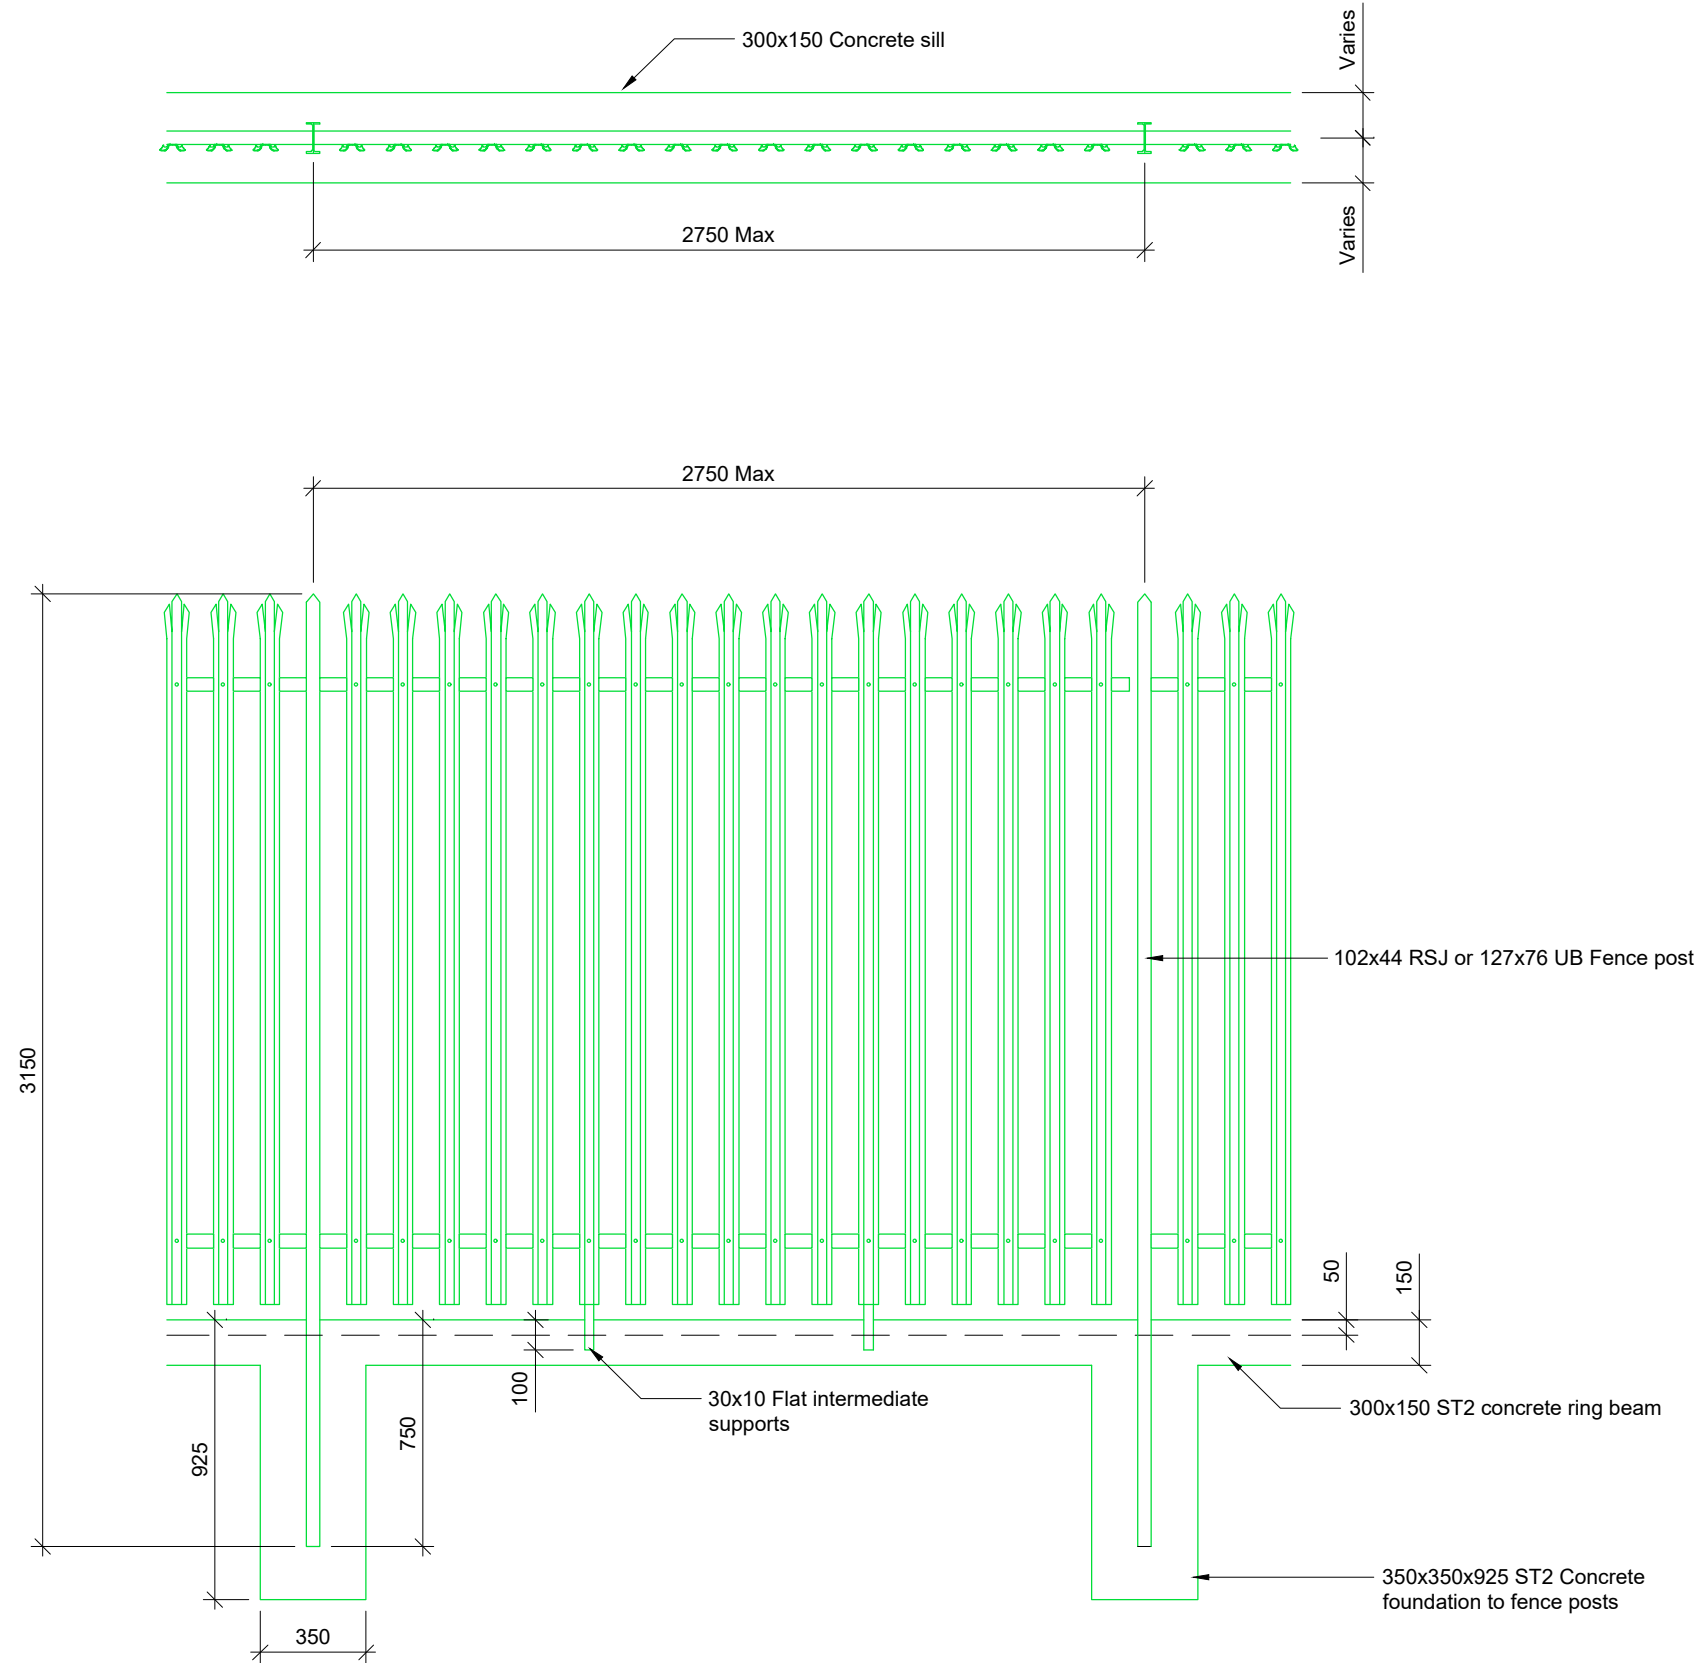 300x150 Concrete sill
Varies
2750 Max
Varies
2750 Max
102x44 RSJ or 127x76 UB Fence post
3150
50
150
100
30x10 Flat intermediate
supports
300x150 ST2 concrete ring beam
750
925
350x350x925 ST2 Concrete
foundation to fence posts
350